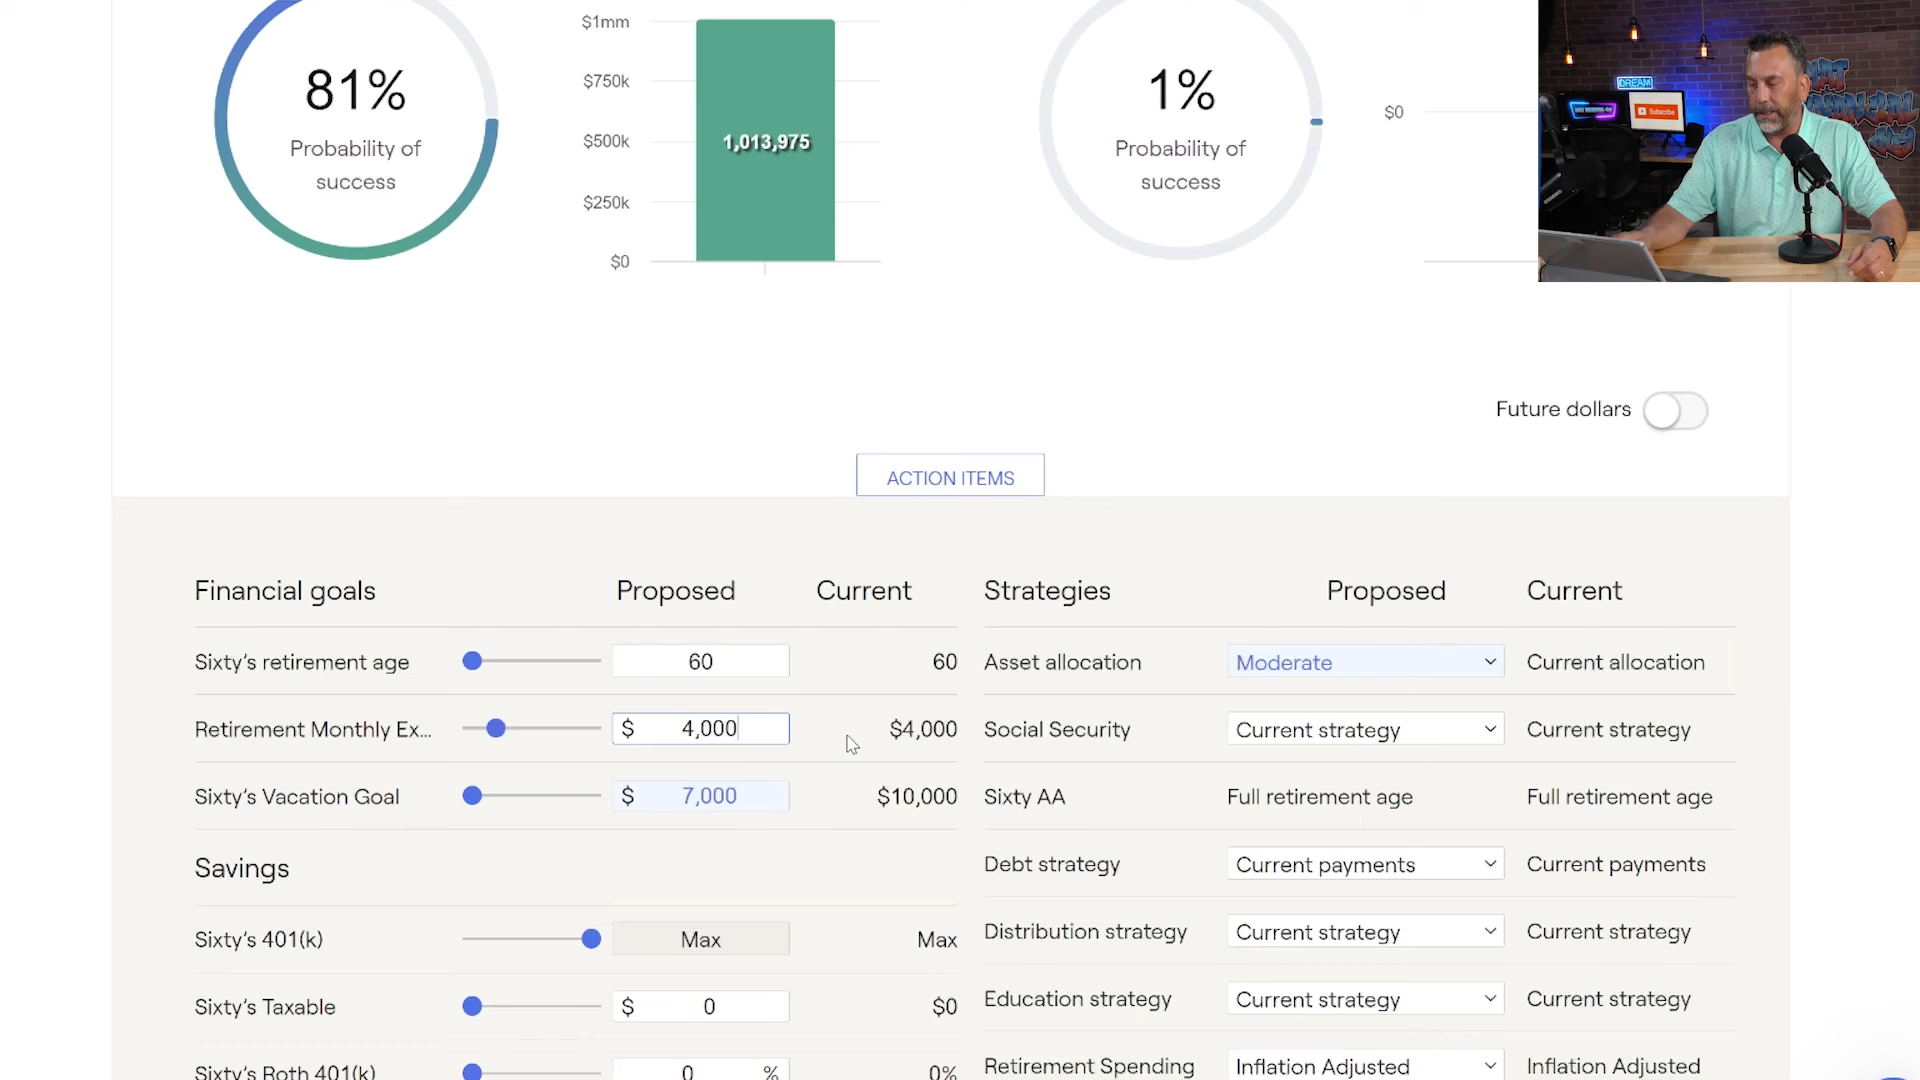 81%
Probability of
success
$1mm
$750k
$500k
$250k
$0
1,013,975
1%
Probability of
success
$0
DREAM
Subscribe
Future dollars
ACTION ITEMS
Financial goals Proposed Current
Sixty's retirement age 60 60
Retirement Monthly Ex... $ 4,000 $4,000
Sixty's Vacation Goal $ 7,000 $10,000
Savings
Sixty's 401(k) Max Max
Sixty's Taxable $ 0 $0
Sixty's Roth 401(k) 0 % 0%
Strategies Proposed Current
Asset allocation Moderate Current allocation
Social Security Current strategy Current strategy
Sixty AA Full retirement age Full retirement age
Debt strategy Current payments Current payments
Distribution strategy Current strategy Current strategy
Education strategy Current strategy Current strategy
Retirement Spending Inflation Adjusted Inflation Adjusted